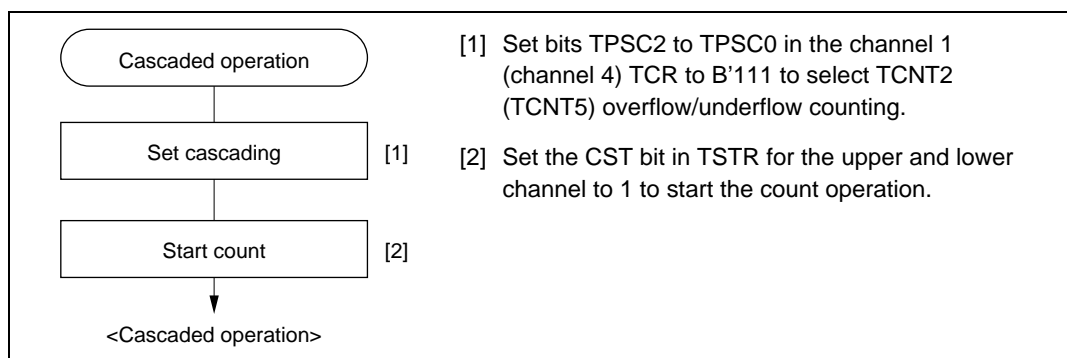 Cascaded operation
Set cascading [1]
Start count [2]
<Cascaded operation>
[1] Set bits TPSC2 to TPSC0 in the channel 1
(channel 4) TCR to B'111 to select TCNT2
(TCNT5) overflow/underflow counting.
[2] Set the CST bit in TSTR for the upper and lower
channel to 1 to start the count operation.